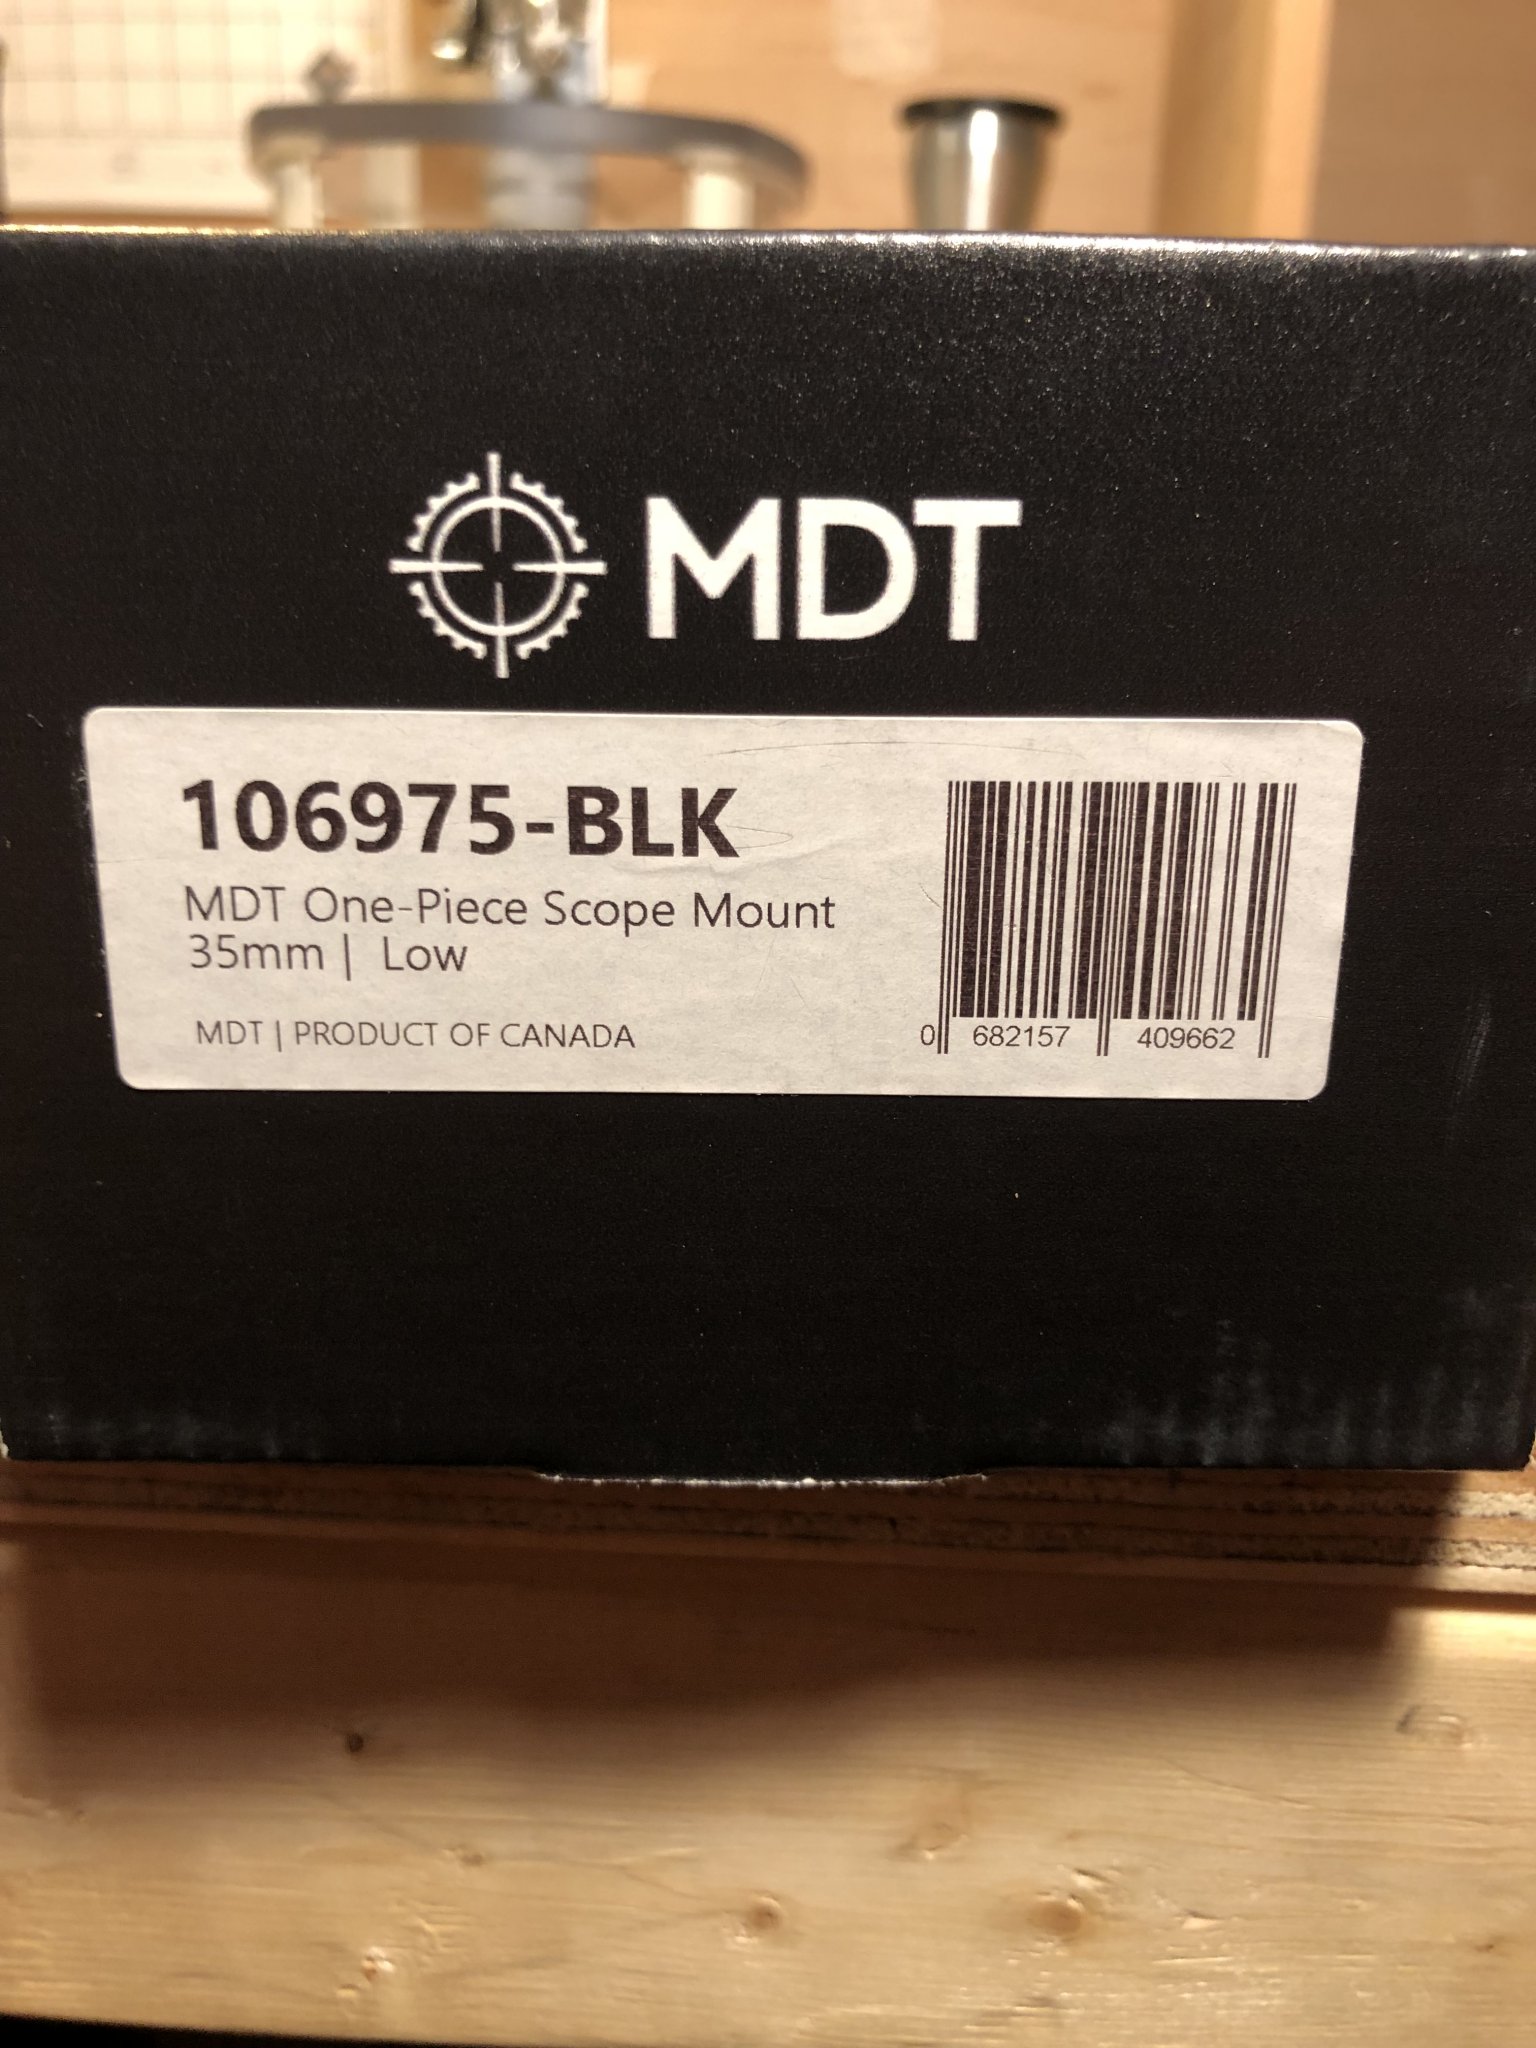 MDT
106975-BLK
MDT One-Piece Scope Mount
35mm | Low
MDT | PRODUCT OF CANADA
0 682157 409662